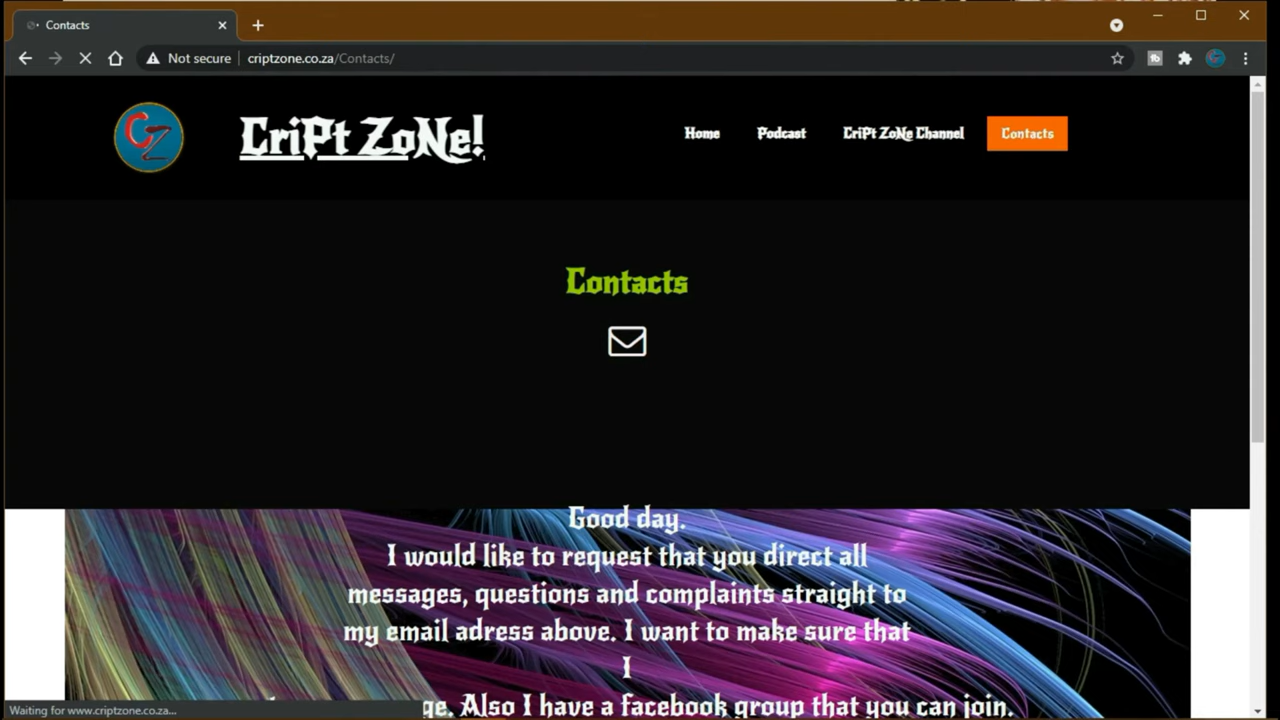 Contacts
Not secure
criptzone.co.za/Contacts/
CZ
CriPt ZoNe!
Home
Podcast
CriPt ZoNe Channel
Contacts
Contacts
Good day.
I would like to request that you direct all
messages, questions and complaints straight to
my email adress above. I want to make sure that
I
ge. Also I have a facebook group that you can join.
Waiting for www.criptzone.co.za...